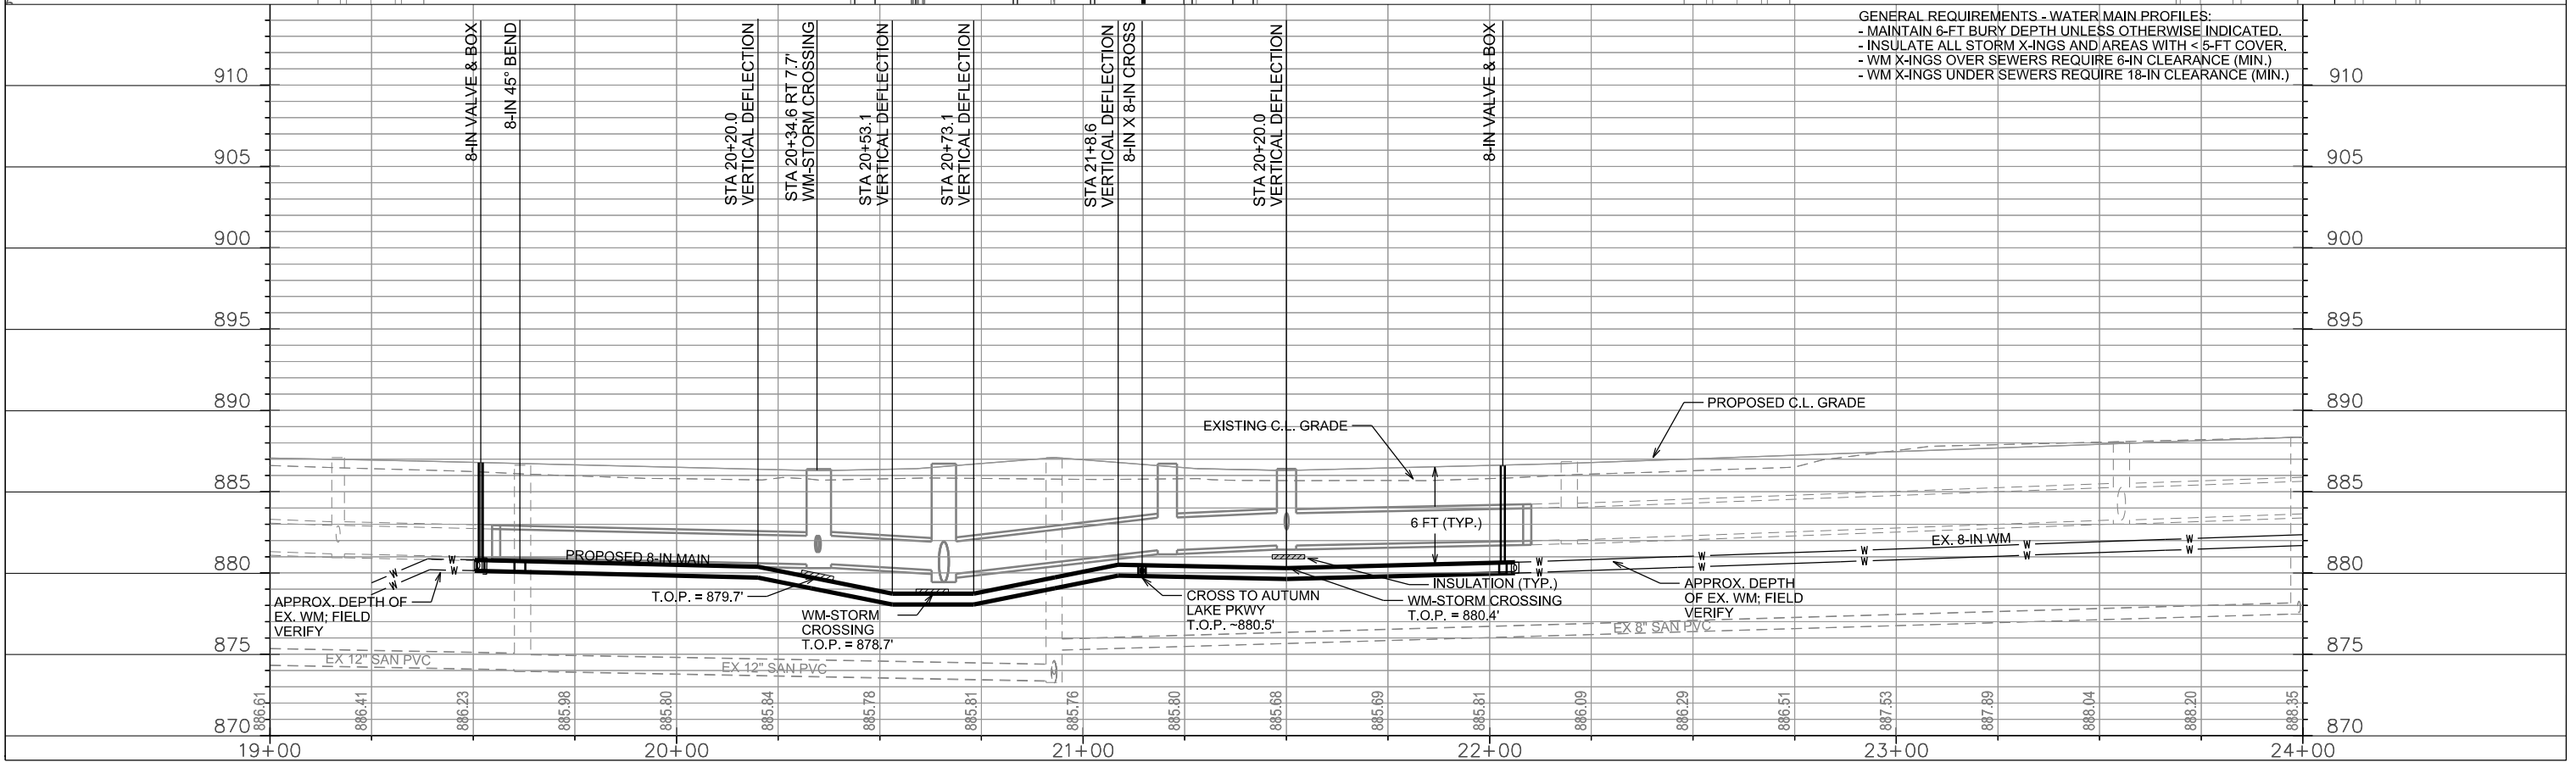 GENERAL REQUIREMENTS - WATER MAIN PROFILES:
- MAINTAIN 6-FT BURY DEPTH UNLESS OTHERWISE INDICATED.
- INSULATE ALL STORM X-INGS AND AREAS WITH < 5-FT COVER.
- WM X-INGS OVER SEWERS REQUIRE 6-IN CLEARANCE (MIN.)
- WM X-INGS UNDER SEWERS REQUIRE 18-IN CLEARANCE (MIN.)
8-IN VALVE & BOX
8-IN 45° BEND
STA 20+20.0
VERTICAL DEFLECTION
STA 20+34.6 RT 7.7'
WM-STORM CROSSING
STA 20+53.1
VERTICAL DEFLECTION
STA 20+73.1
VERTICAL DEFLECTION
STA 21+8.6
VERTICAL DEFLECTION
8-IN X 8-IN CROSS
STA 20+20.0
VERTICAL DEFLECTION
8-IN VALVE & BOX
910
910
905
905
900
900
895
895
890
890
885
885
880
880
875
875
870
870
PROPOSED C.L. GRADE
EXISTING C.L. GRADE
6 FT (TYP.)
PROPOSED 8-IN MAIN
EX. 8-IN WM
W W W W
W W W W W W W W W W
APPROX. DEPTH OF
EX. WM; FIELD
VERIFY
T.O.P. = 879.7'
WM-STORM
CROSSING
T.O.P. = 878.7'
CROSS TO AUTUMN
LAKE PKWY
T.O.P. ~880.5'
INSULATION (TYP.)
WM-STORM CROSSING
T.O.P. = 880.4'
APPROX. DEPTH
OF EX. WM; FIELD
VERIFY
EX 12" SAN PVC
EX 12" SAN PVC
EX 8" SAN PVC
886.61
886.41
886.23
885.98
885.80
885.84
885.78
885.81
885.76
885.80
885.68
885.69
885.81
886.09
886.29
886.51
887.53
887.89
888.04
888.20
888.35
19+00
20+00
21+00
22+00
23+00
24+00